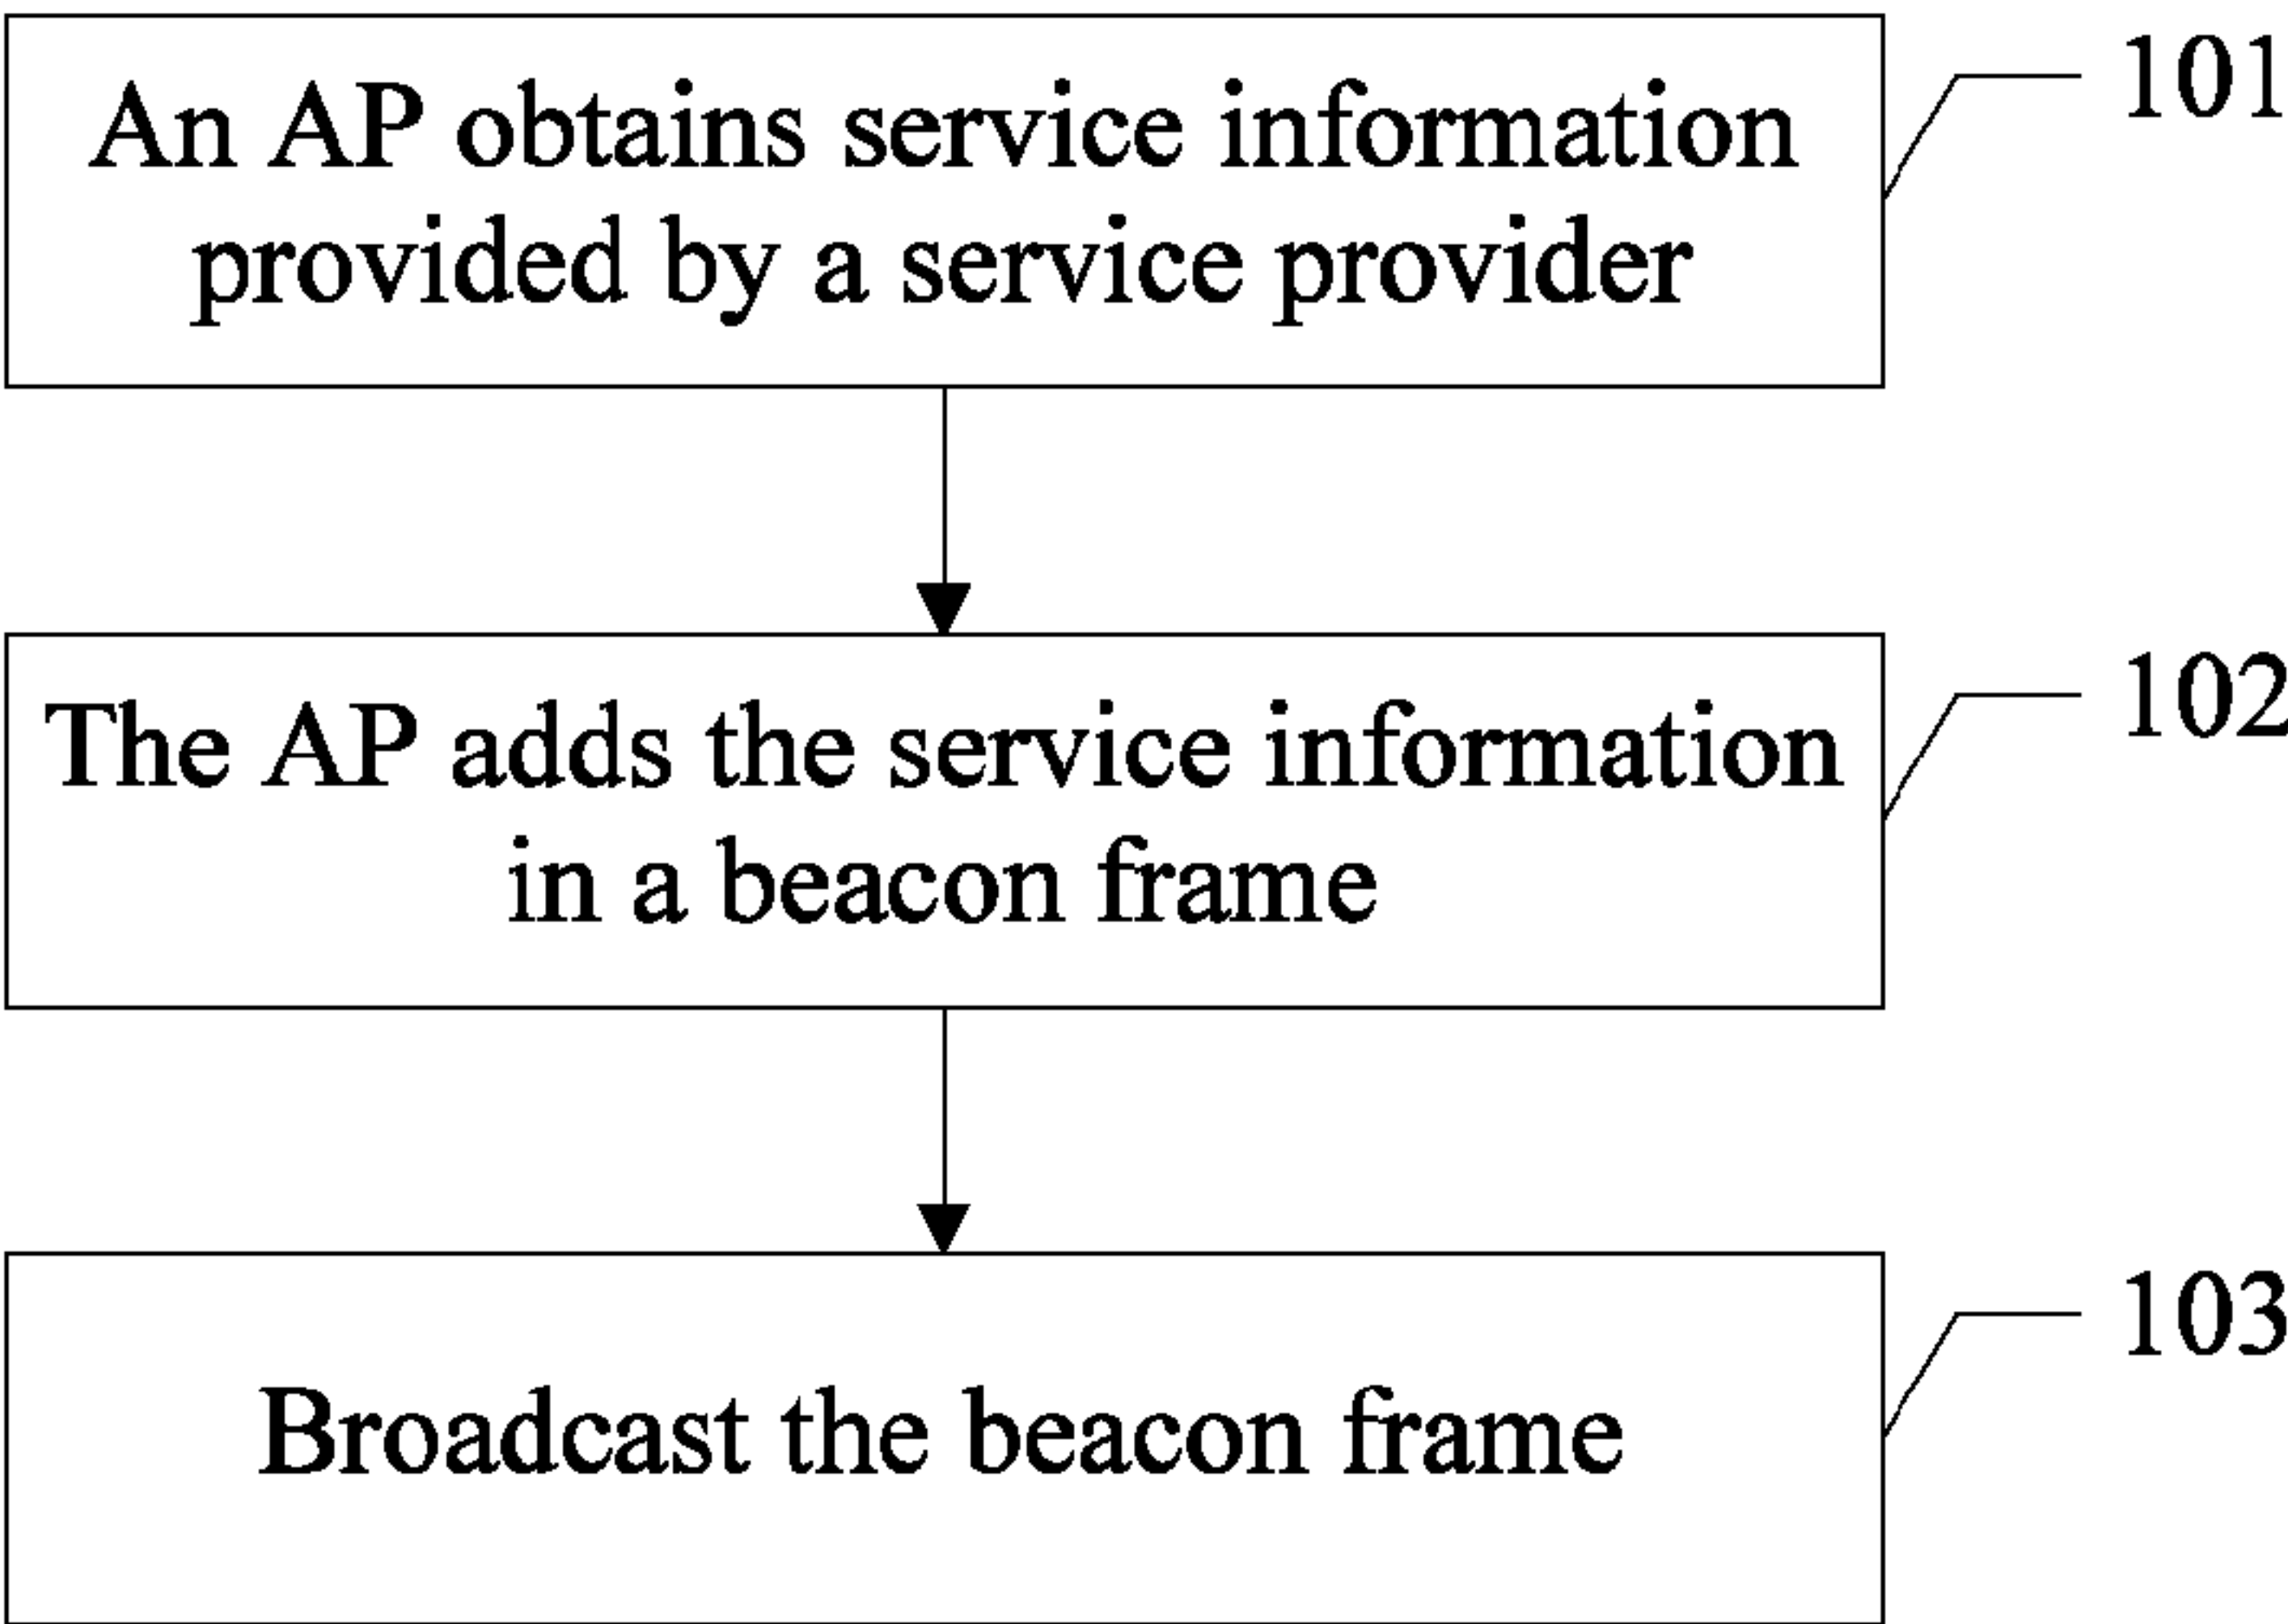 An AP obtains service information
provided by a service provider
101
The AP adds the service information
in a beacon frame
102
Broadcast the beacon frame
103